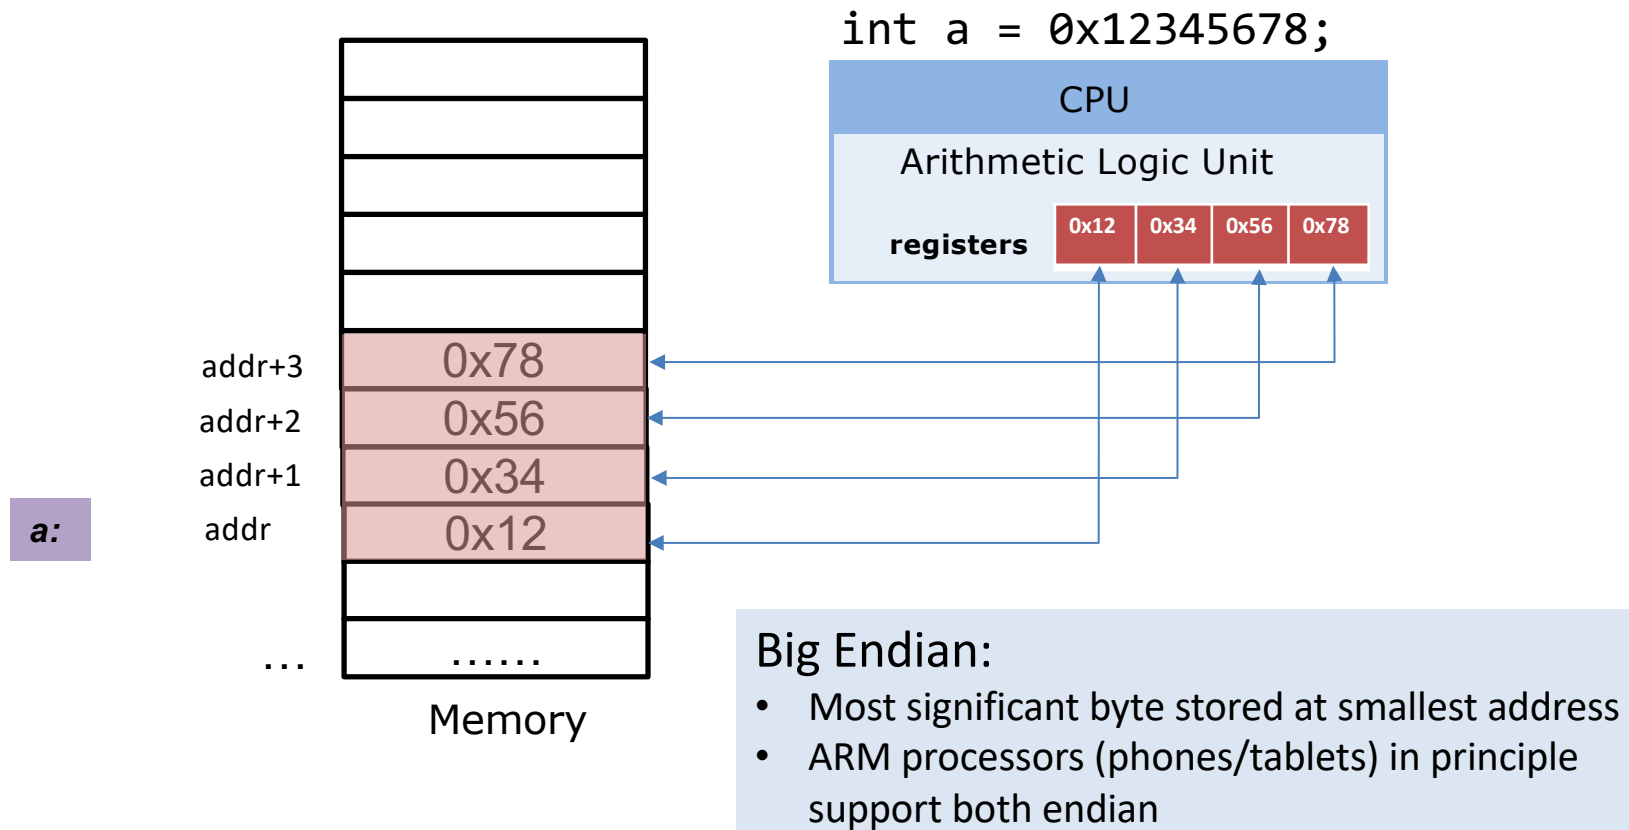 int a = 0x12345678;
CPU
Arithmetic Logic Unit
registers 0x12 0x34 0x56 0x78
addr+3 0x78
addr+2 0x56
addr+1 0x34
a: addr 0x12
... ......
Memory
Big Endian:
• Most significant byte stored at smallest address
• ARM processors (phones/tablets) in principle
support both endian